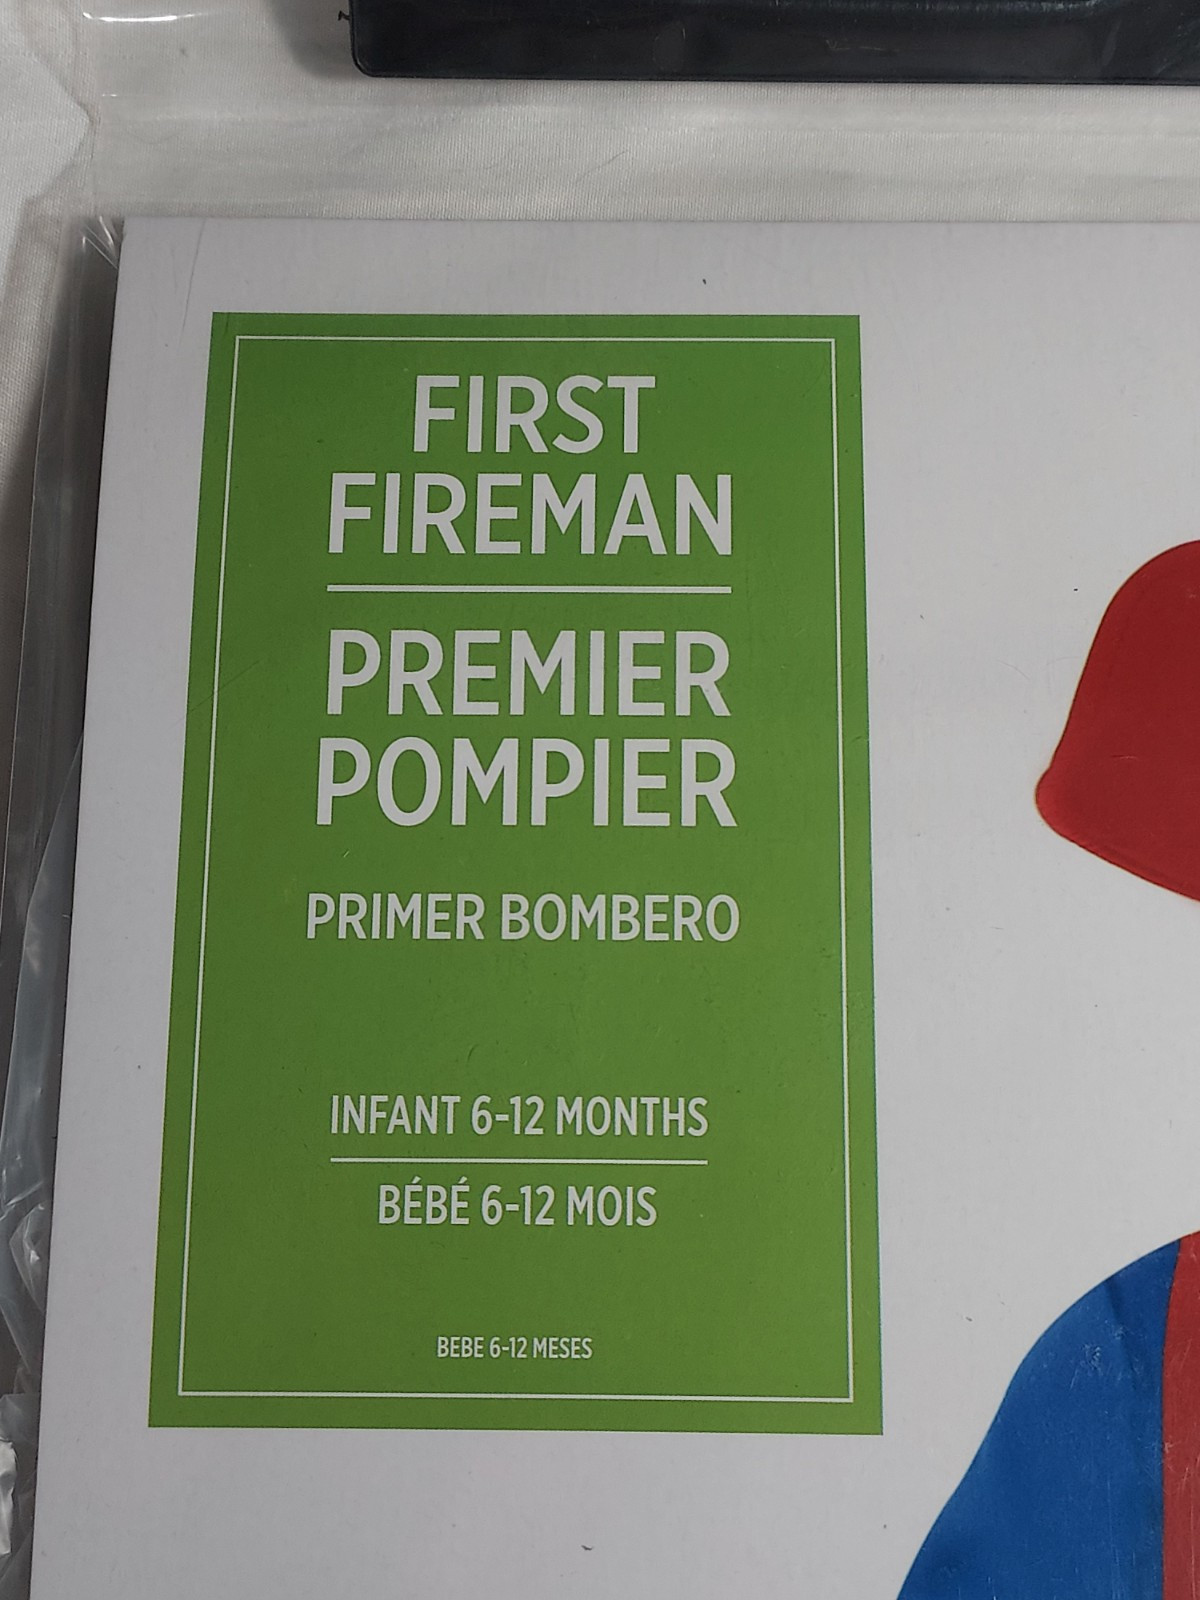 FIRST
FIREMAN
PREMIER
POMPIER
PRIMER BOMBERO
INFANT 6-12 MONTHS
BÉBÉ 6-12 MOIS
BEBE 6-12 MESES